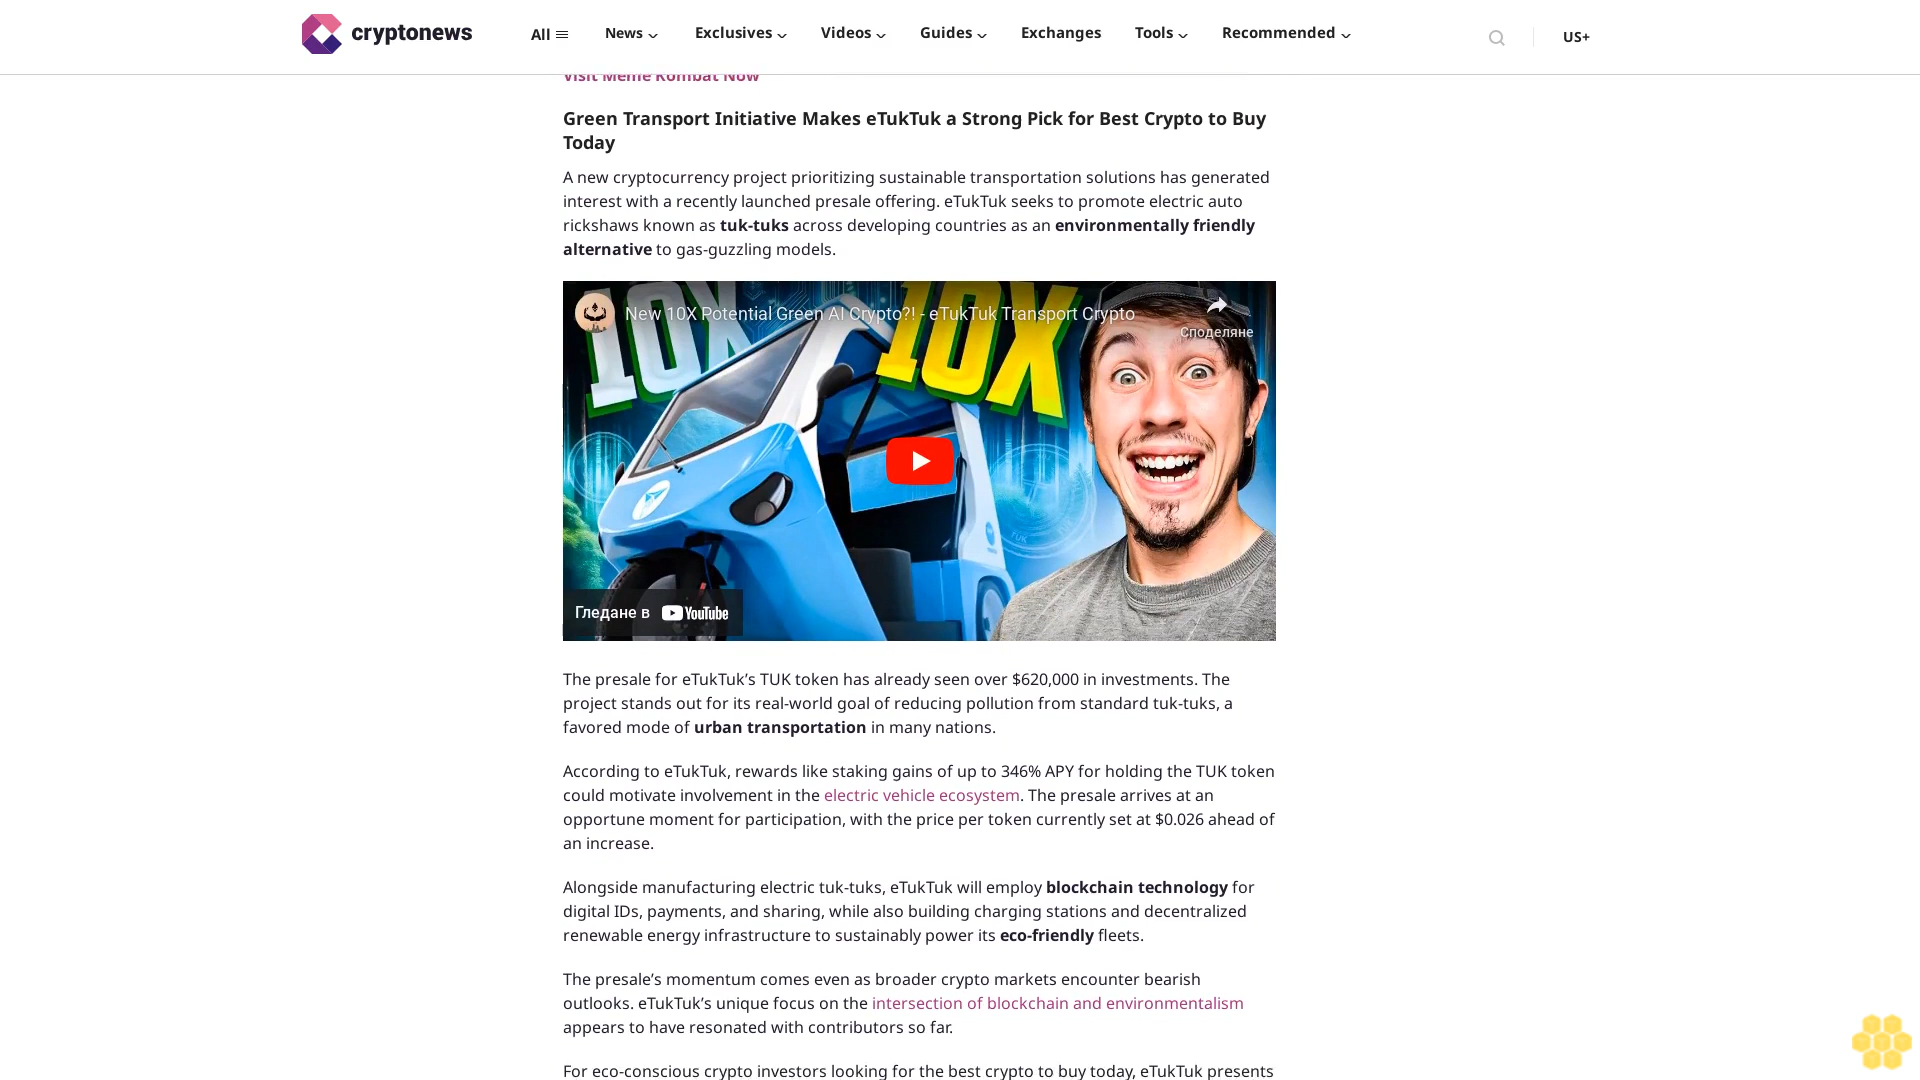 cryptonews
All
News
Exclusives
Videos
Guides
Exchanges
Tools
Recommended
US+
Visit Meme Kombat Now
Green Transport Initiative Makes eTukTuk a Strong Pick for Best Crypto to Buy
Today
A new cryptocurrency project prioritizing sustainable transportation solutions has generated
interest with a recently launched presale offering. eTukTuk seeks to promote electric auto
rickshaws known as tuk-tuks across developing countries as an environmentally friendly
alternative to gas-guzzling models.
10X
10X
New 10X Potential Green AI Crypto?! - eTukTuk Transport Crypto
Споделяне
TUK
Гледане в YouTube
The presale for eTukTuk’s TUK token has already seen over $620,000 in investments. The
project stands out for its real-world goal of reducing pollution from standard tuk-tuks, a
favored mode of urban transportation in many nations.
According to eTukTuk, rewards like staking gains of up to 346% APY for holding the TUK token
could motivate involvement in the electric vehicle ecosystem. The presale arrives at an
opportune moment for participation, with the price per token currently set at $0.026 ahead of
an increase.
Alongside manufacturing electric tuk-tuks, eTukTuk will employ blockchain technology for
digital IDs, payments, and sharing, while also building charging stations and decentralized
renewable energy infrastructure to sustainably power its eco-friendly fleets.
The presale’s momentum comes even as broader crypto markets encounter bearish
outlooks. eTukTuk’s unique focus on the intersection of blockchain and environmentalism
appears to have resonated with contributors so far.
For eco-conscious crypto investors looking for the best crypto to buy today, eTukTuk presents